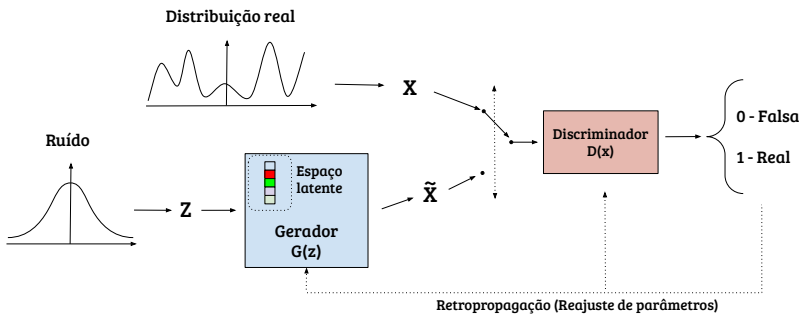 Distribuição real
X
Ruído
Z
Espaço
latente
Gerador
G(z)
X̃
Discriminador
D(x)
0 - Falsa
1 - Real
Retropropagação (Reajuste de parâmetros)